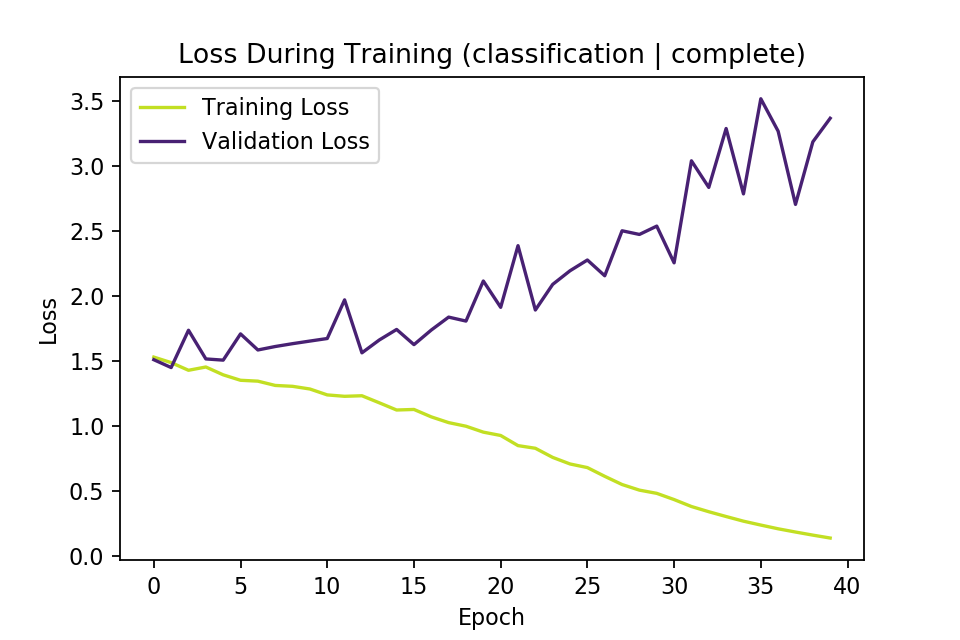 Loss During Training (classification | complete)
Training Loss
Validation Loss
3.5
3.0
2.5
2.0
1.5
1.0
0.5
0.0
Loss
0 5 10 15 20 25 30 35 40
Epoch